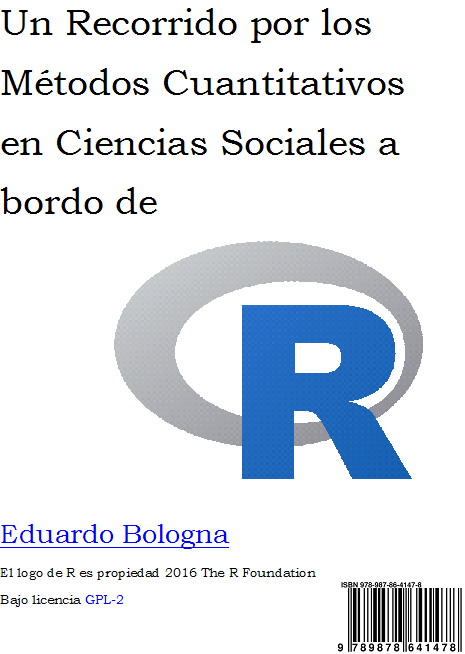 Un Recorrido por los
Métodos Cuantitativos
en Ciencias Sociales a
bordo de
R
Eduardo Bologna
El logo de R es propiedad 2016 The R Foundation
Bajo licencia GPL-2
ISBN 978-987-86-4147-8
9 789878 641478